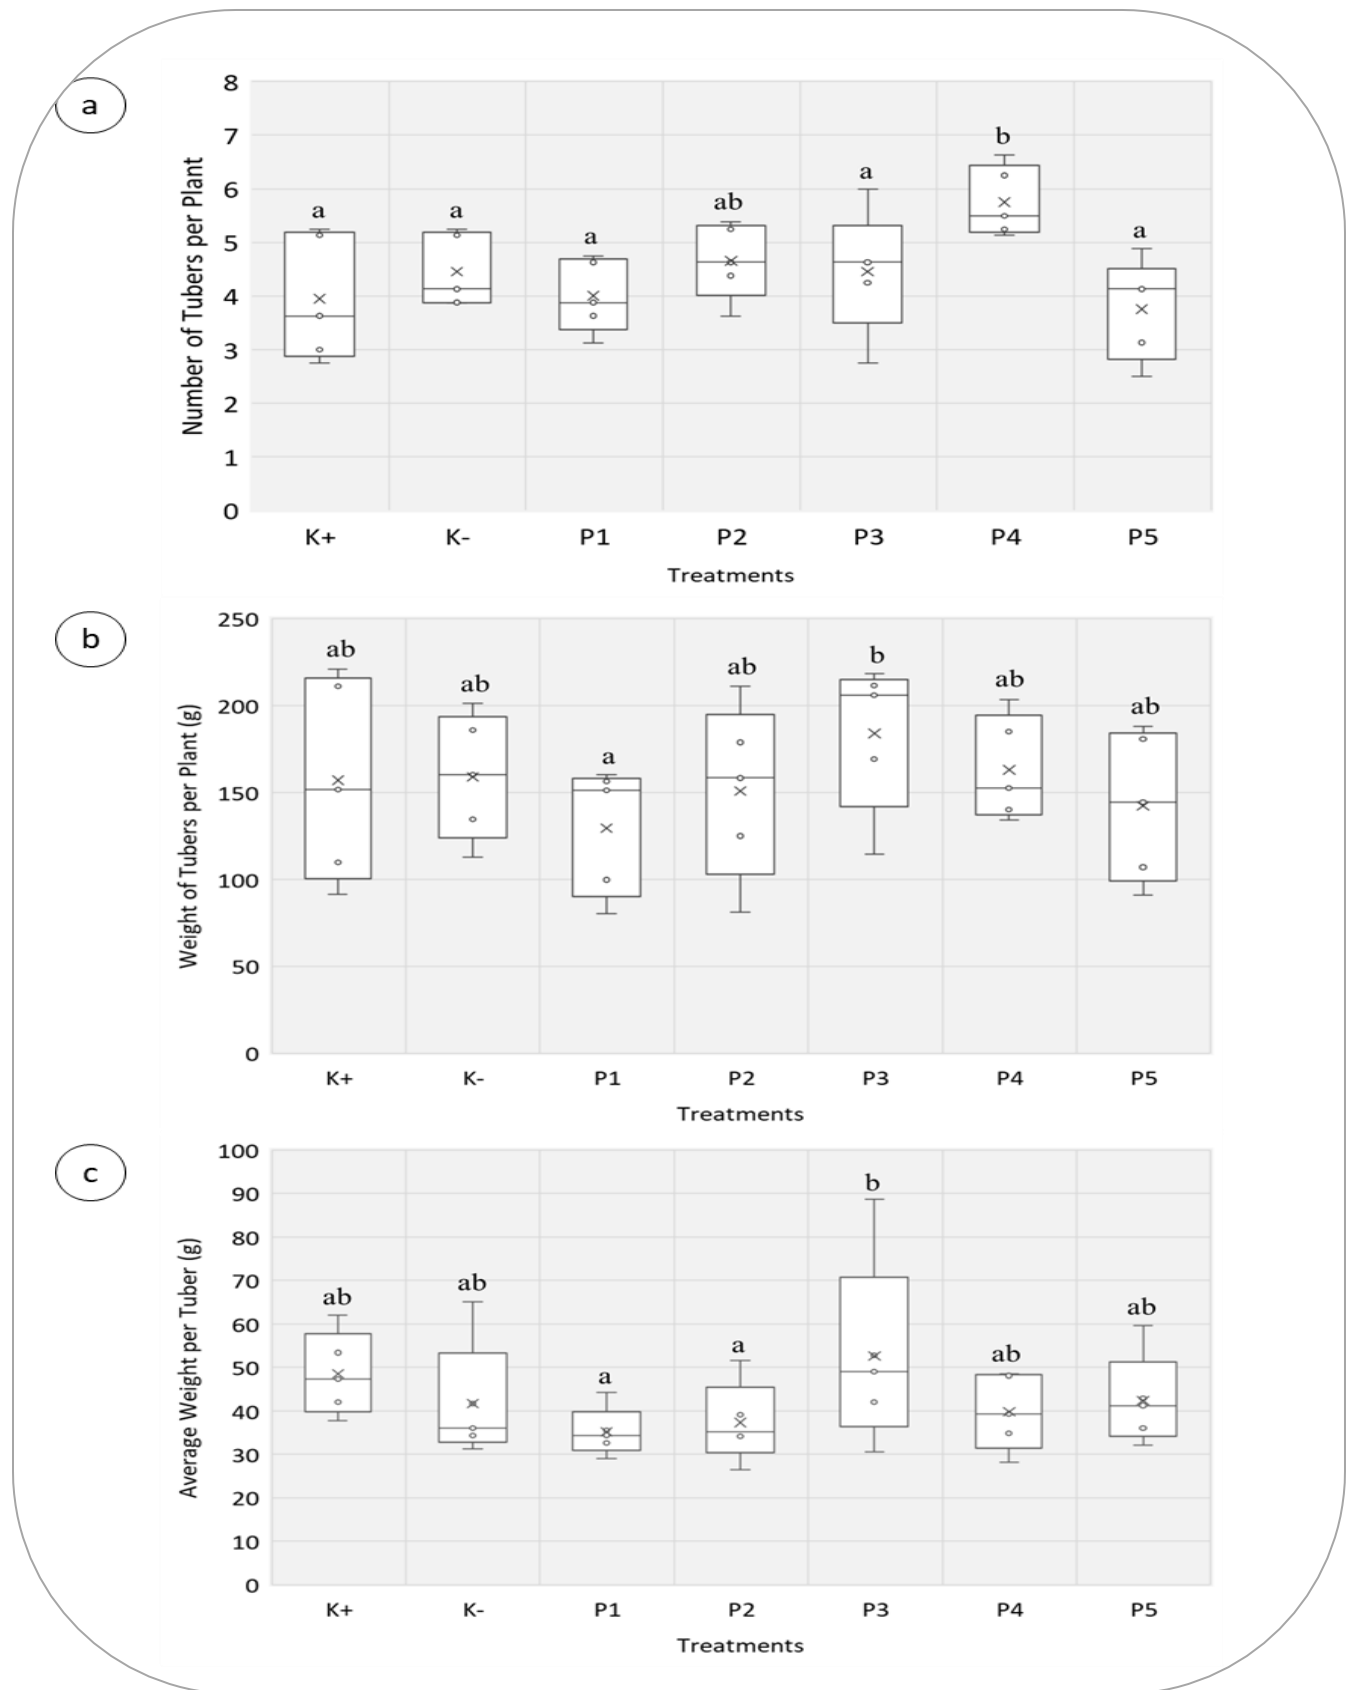 a
Number of Tubers per Plant
8
7
6
5
4
3
2
1
0
a
a
a
ab
a
b
a
K+ K- P1 P2 P3 P4 P5
Treatments
b
Weight of Tubers per Plant (g)
250
200
150
100
50
0
ab
ab
a
ab
b
ab
ab
K+ K- P1 P2 P3 P4 P5
Treatments
c
Average Weight per Tuber (g)
100
90
80
70
60
50
40
30
20
10
0
ab
ab
a
a
b
ab
ab
K+ K- P1 P2 P3 P4 P5
Treatments